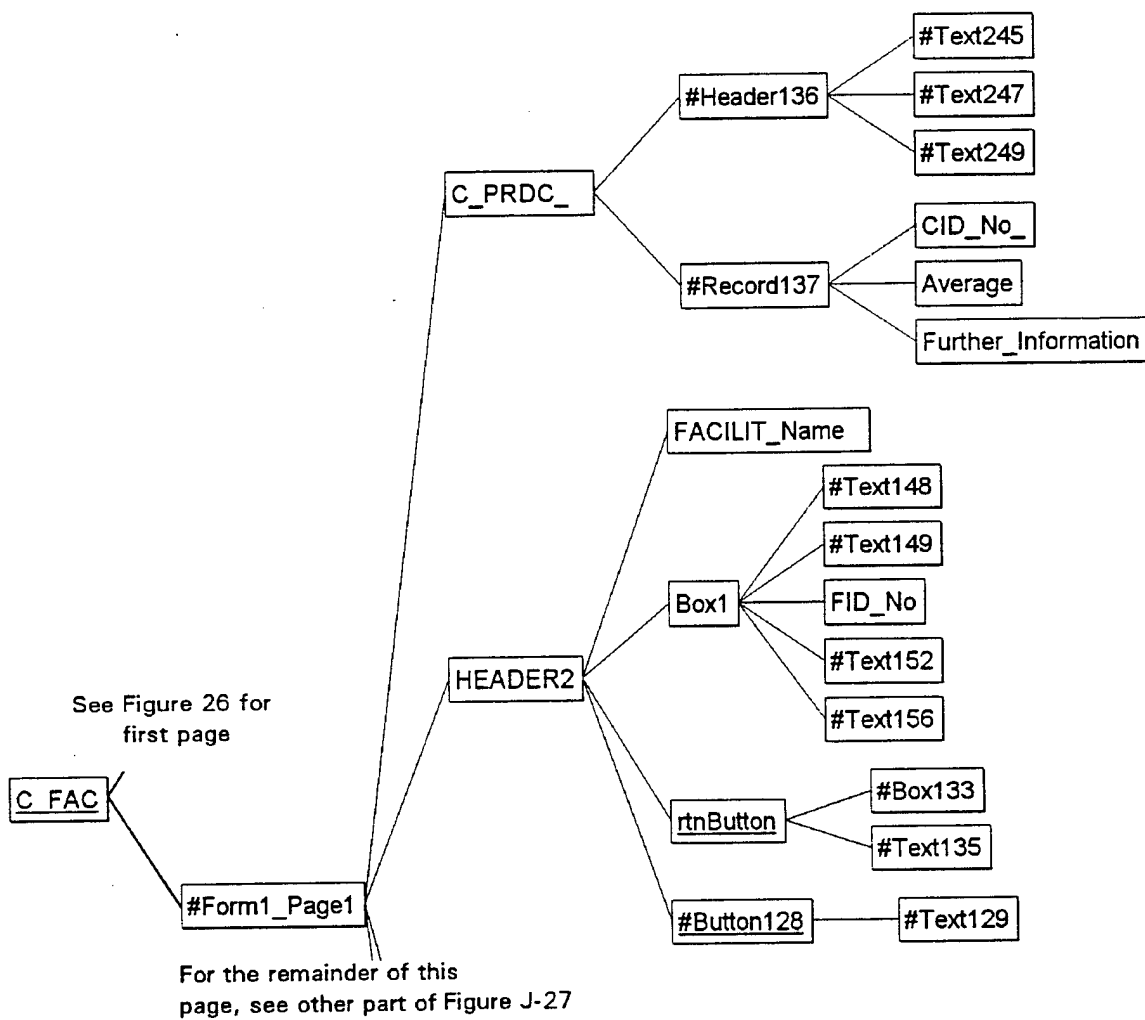 #Text245
#Header136
#Text247
#Text249
C_PRDC_
CID_No_
#Record137
Average
Further_Information
FACILIT_Name
#Text148
#Text149
Box1
FID_No
#Text152
HEADER2
#Text156
See Figure 26 for
first page
C_FAC
rtnButton
#Box133
#Text135
#Form1_Page1
#Button128
#Text129
For the remainder of this
page, see other part of Figure J-27